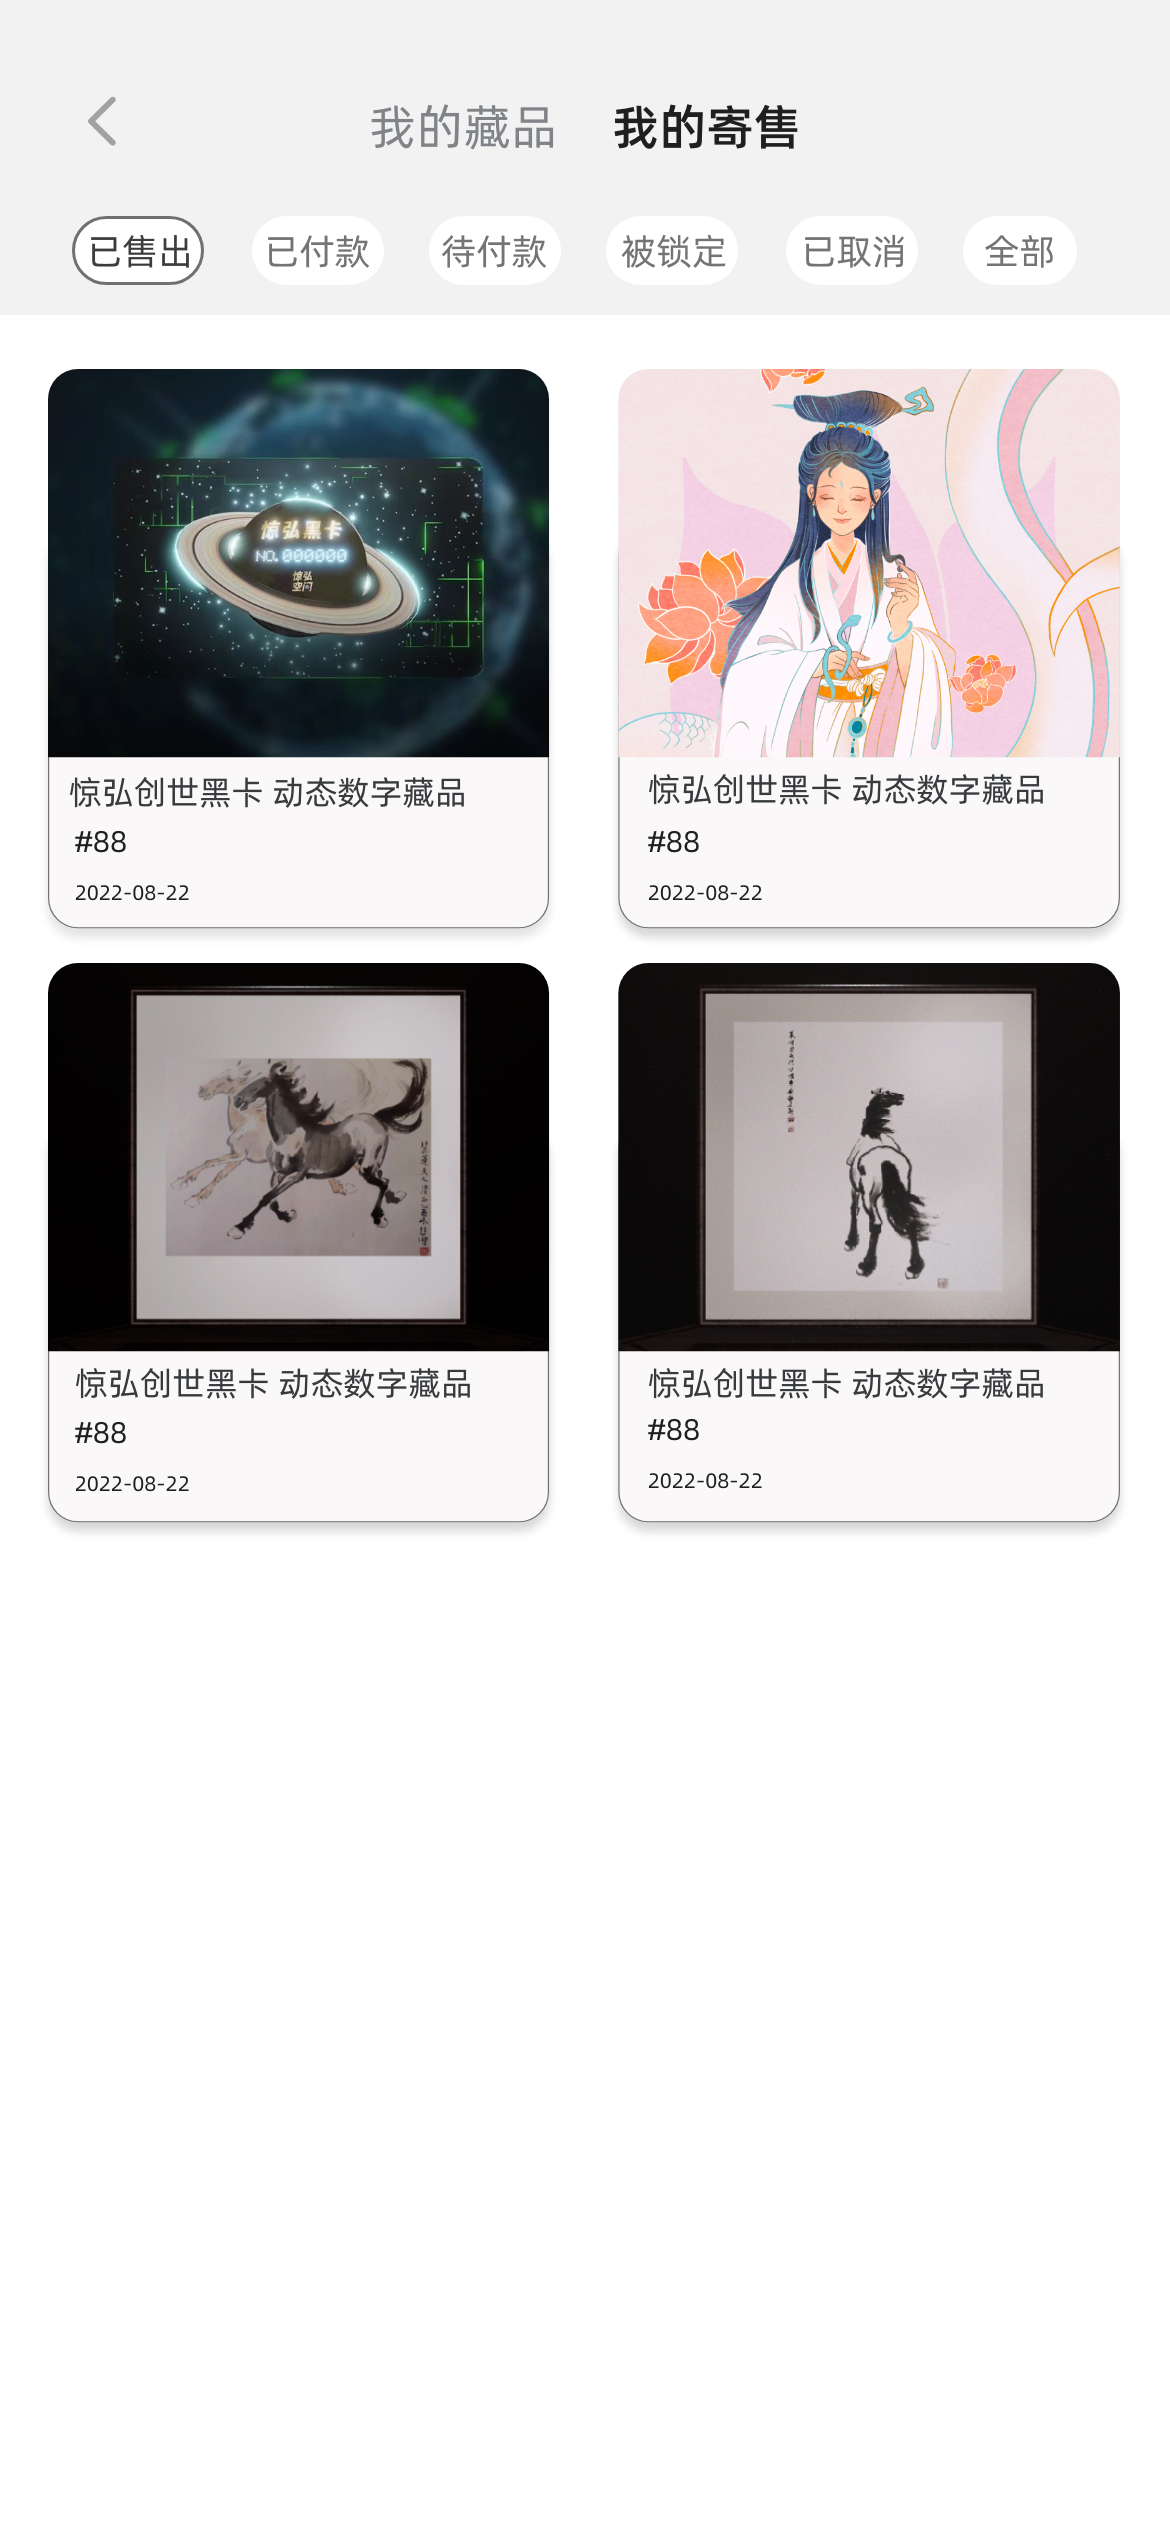 我的藏品 我的寄售
已售出 已付款 待付款 被锁定 已取消 全部
惊弘黑卡
NO.000000
惊弘
空间
惊弘创世黑卡 动态数字藏品
#88
2022-08-22
惊弘创世黑卡 动态数字藏品
#88
2022-08-22
惊弘创世黑卡 动态数字藏品
#88
2022-08-22
惊弘创世黑卡 动态数字藏品
#88
2022-08-22